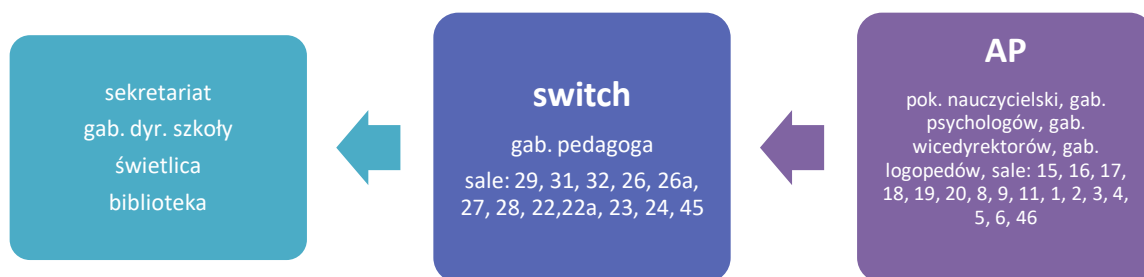 sekretariat
gab. dyr. szkoły
świetlica
biblioteka
switch
gab. pedagoga
sale: 29, 31, 32, 26, 26a,
27, 28, 22,22a, 23, 24, 45
AP
pok. nauczycielski, gab.
psychologów, gab.
wicedyrektorów, gab.
logopedów, sale: 15, 16, 17,
18, 19, 20, 8, 9, 11, 1, 2, 3, 4,
5, 6, 46